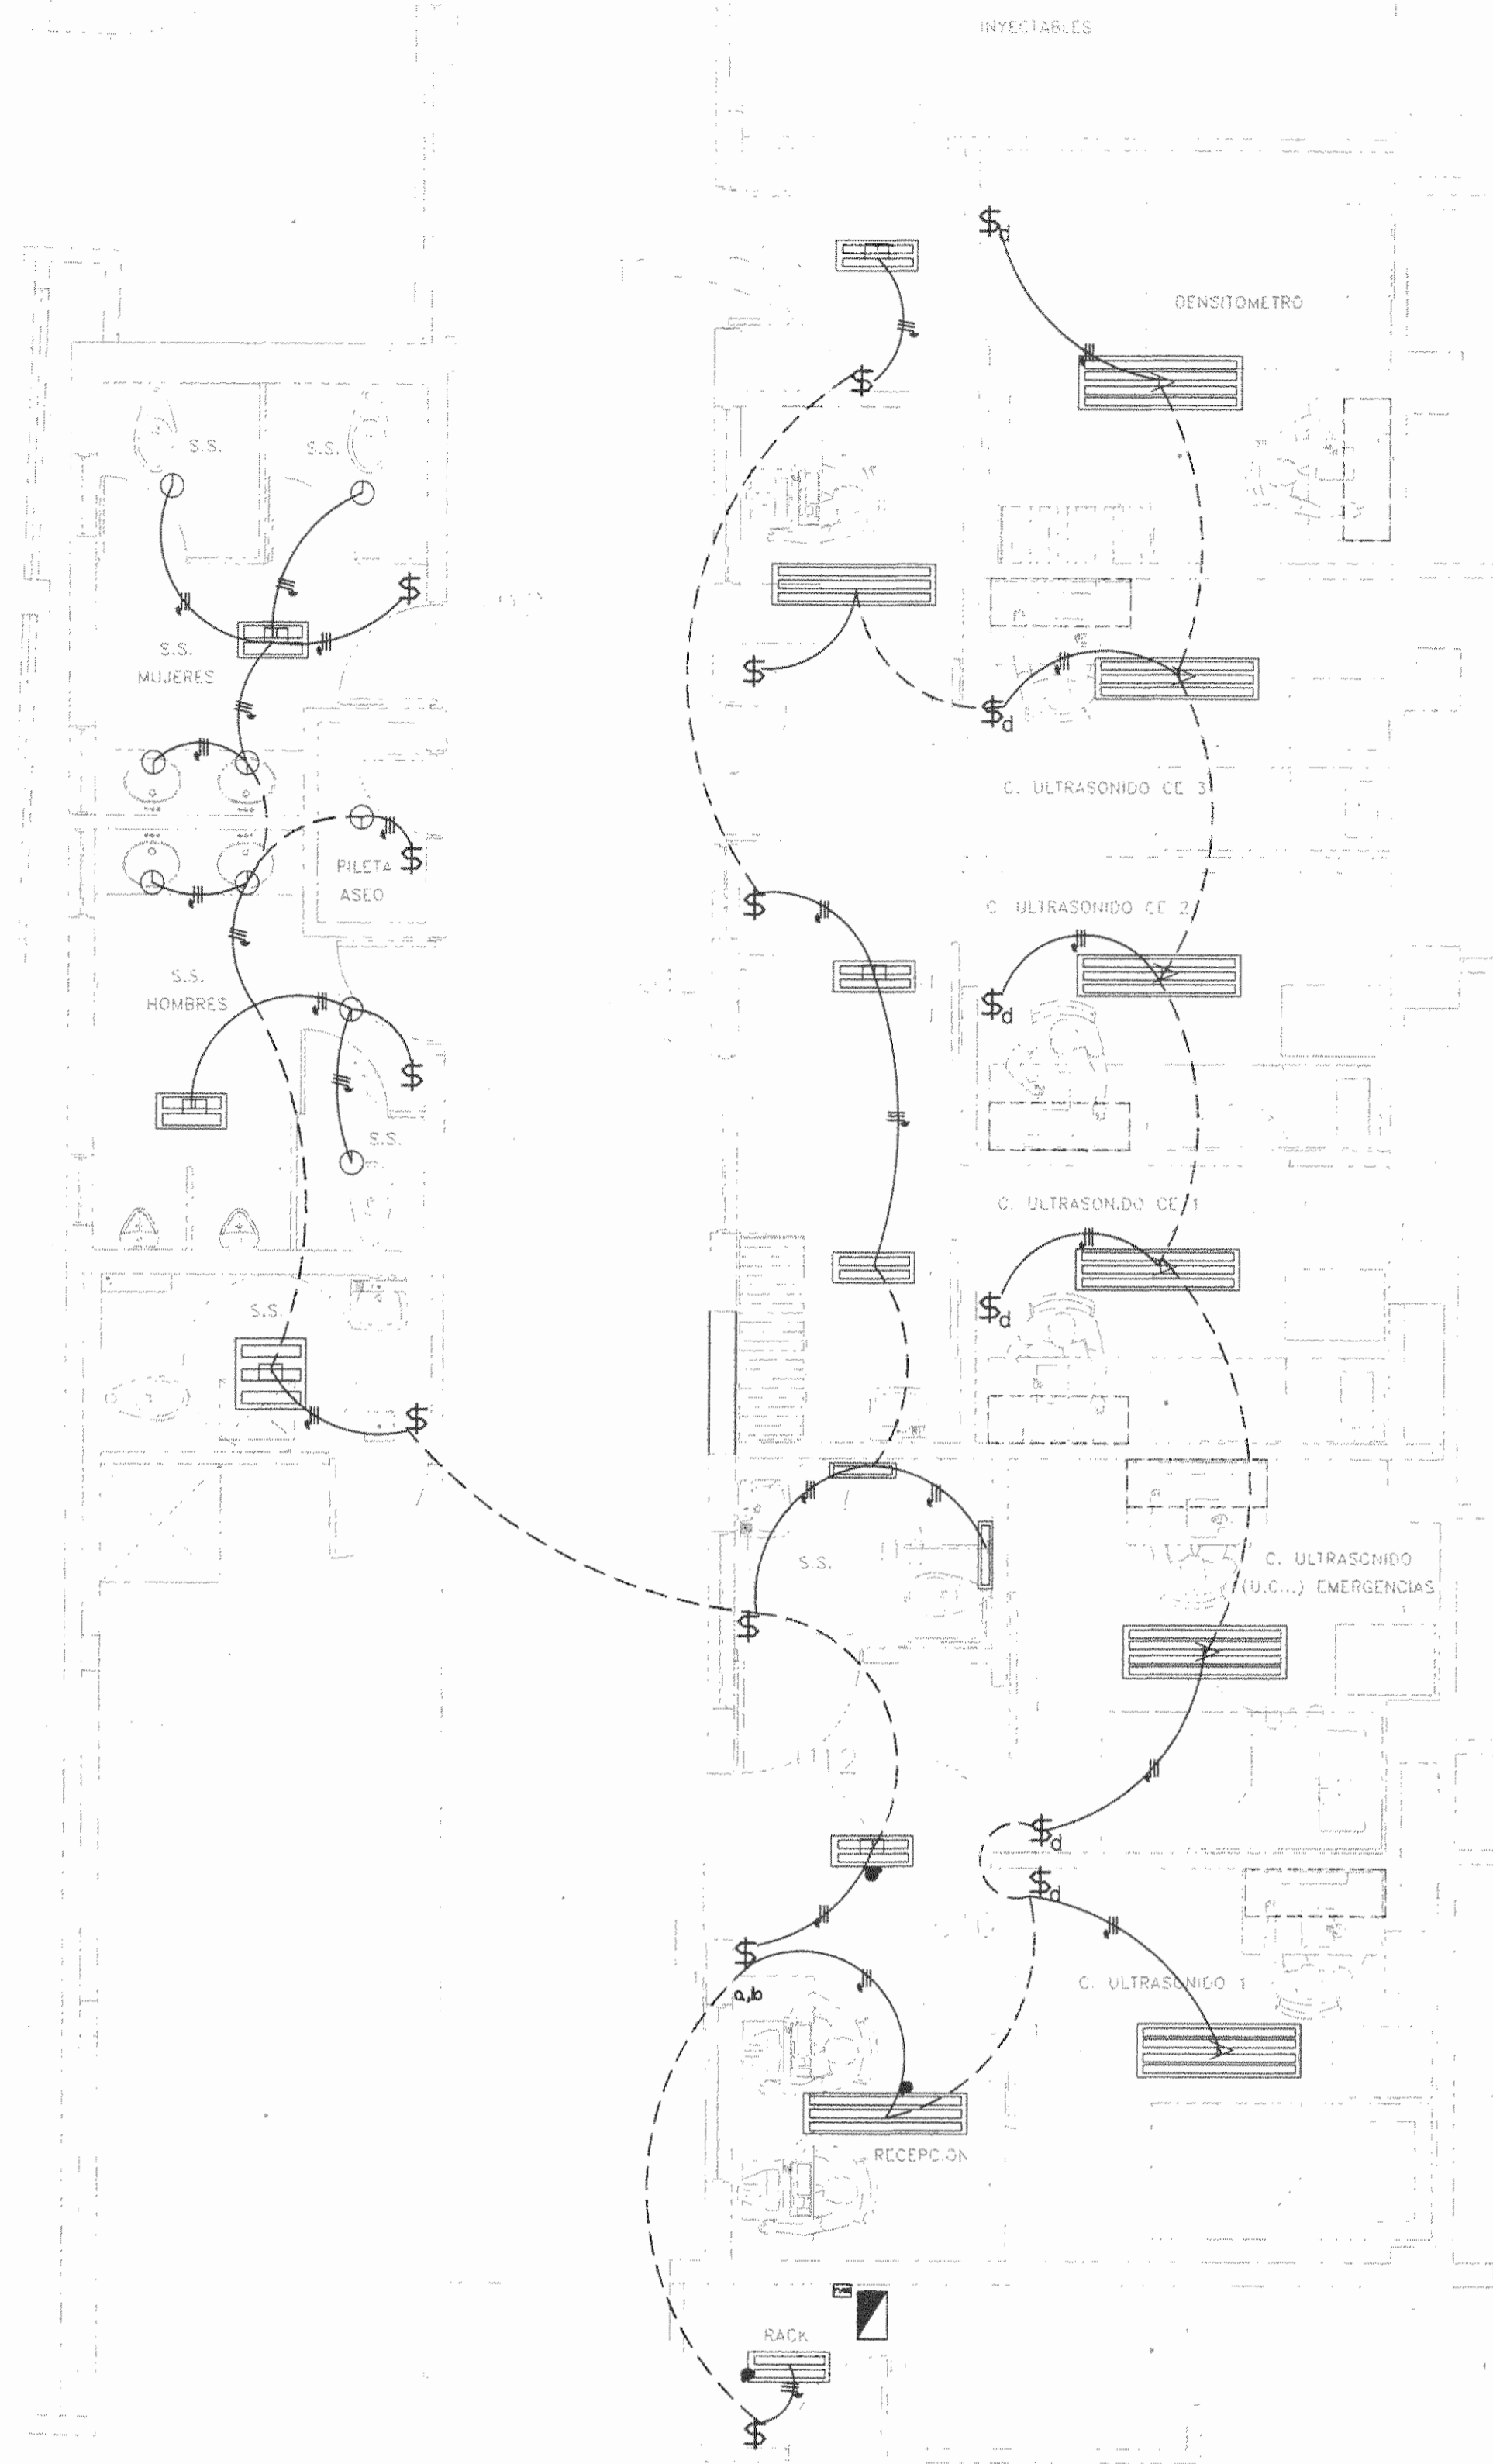 INYECTABLES
$d
DENSITOMETRO
$
S.S.
S.S.
$
S.S.
MUJERES
$
$d
C. ULTRASONIDO CE 3
PILETA
ASEO
$
$
C ULTRASONIDO CE 2
S.S.
HOMBRES
$d
$
S.S.
C. ULTRASONIDO CE 1
S.S.
$d
$
S.S.
C. ULTRASONIDO
EMERGENCIAS
$
$d
$d
$
a,b
C. ULTRASONIDO 1
RECEPCION
RACK
$